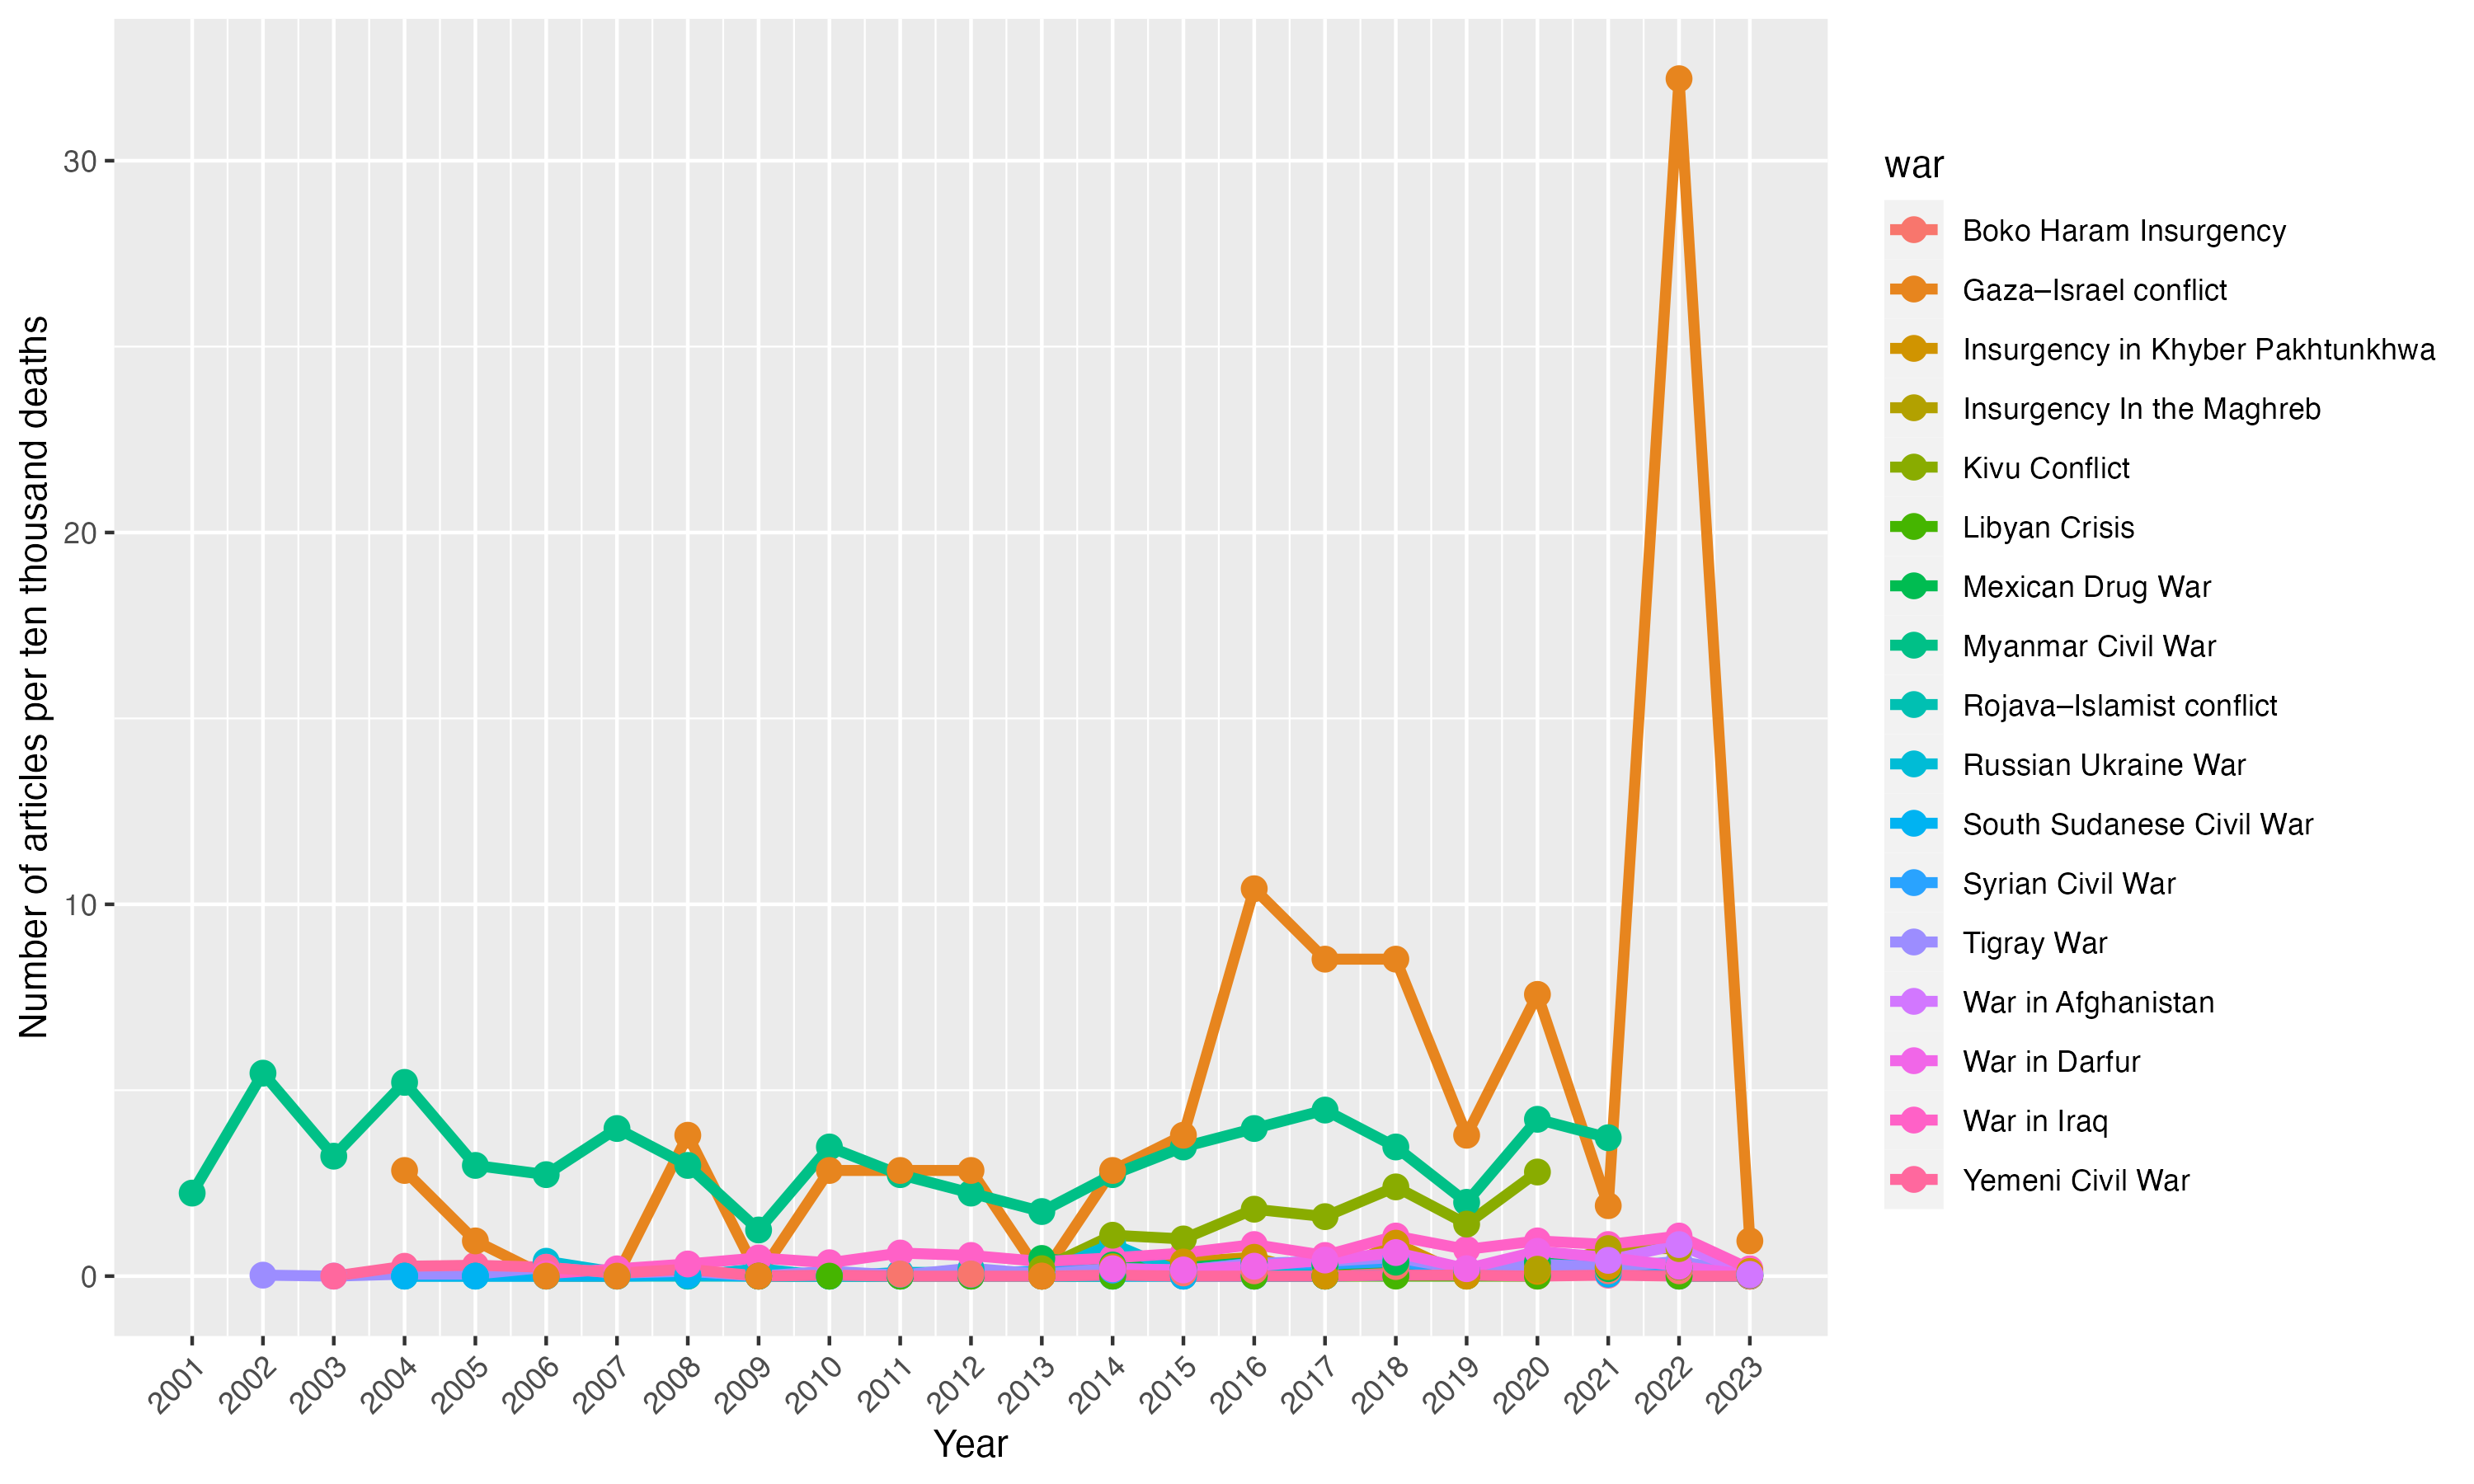 Number of articles per ten thousand deaths
30
20
10
0
2001
2002
2003
2004
2005
2006
2007
2008
2009
2010
2011
2012
2013
2014
2015
2016
2017
2018
2019
2020
2021
2022
2023
Year
war
Boko Haram Insurgency
Gaza–Israel conflict
Insurgency in Khyber Pakhtunkhwa
Insurgency In the Maghreb
Kivu Conflict
Libyan Crisis
Mexican Drug War
Myanmar Civil War
Rojava–Islamist conflict
Russian Ukraine War
South Sudanese Civil War
Syrian Civil War
Tigray War
War in Afghanistan
War in Darfur
War in Iraq
Yemeni Civil War